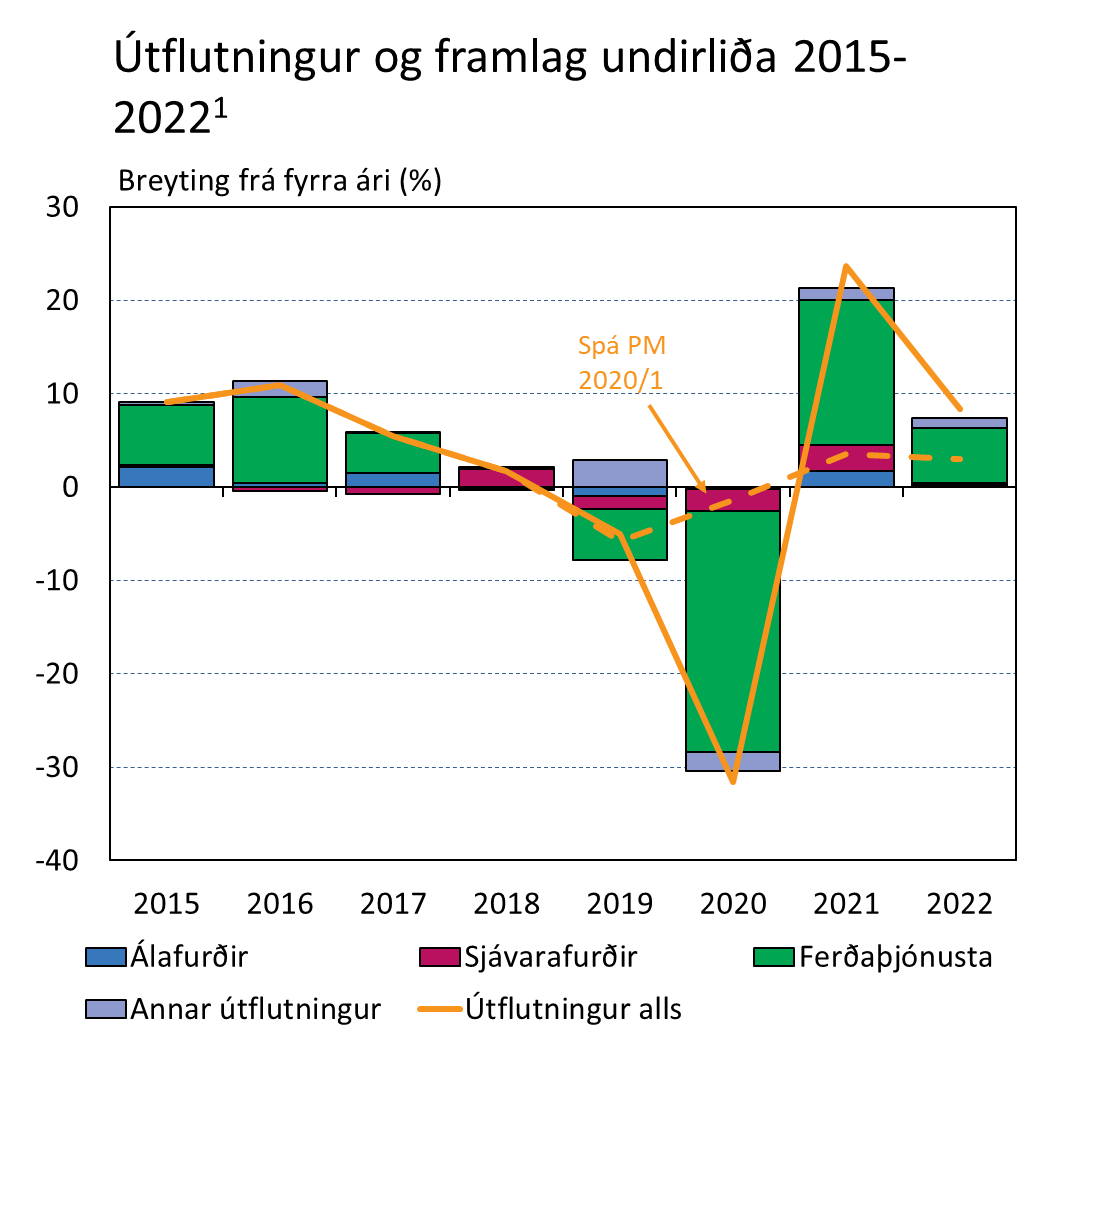 Útflutningur og framlag undirliða 2015-
2022¹
Breyting frá fyrra ári (%)
30
20
10
0
-10
-20
-30
-40
Spá PM
2020/1
2015 2016 2017 2018 2019 2020 2021 2022
Álafurðir Sjávarafurðir Ferðaþjónusta
Annar útflutningur Útflutningur alls